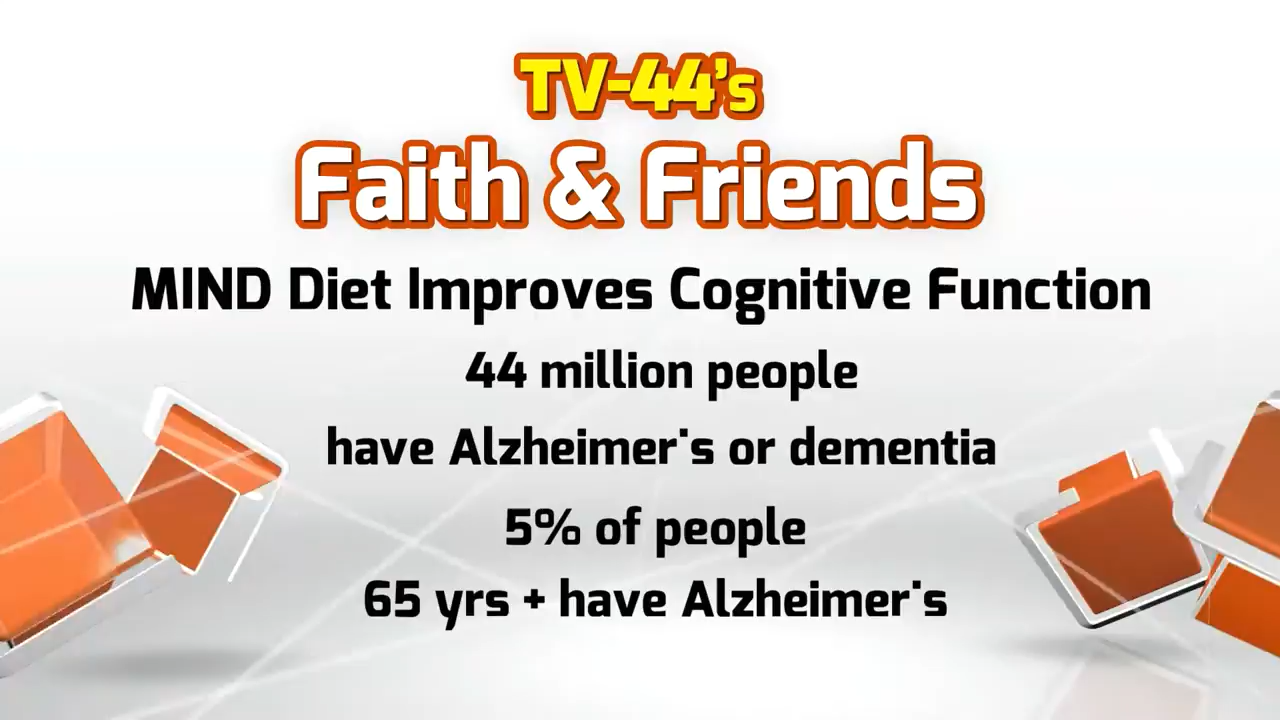 TV-44's
Faith & Friends
MIND Diet Improves Cognitive Function
44 million people
have Alzheimer's or dementia
5% of people
65 yrs + have Alzheimer's